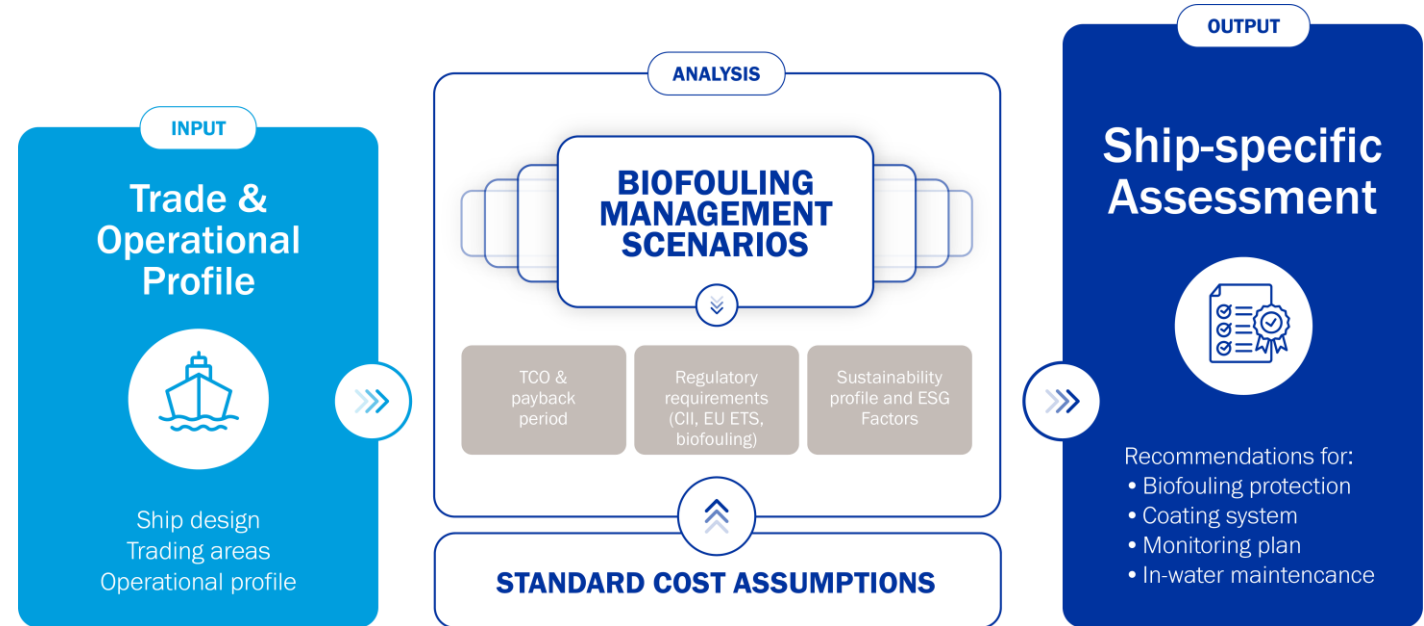 INPUT
Trade &
Operational
Profile
Ship design
Trading areas
Operational profile
ANALYSIS
BIOFOULING
MANAGEMENT
SCENARIOS
TCO &
payback
period
Regulatory
requirements
(CII, EU ETS,
biofouling)
Sustainability
profile and ESG
Factors
STANDARD COST ASSUMPTIONS
OUTPUT
Ship-specific
Assessment
Recommendations for:
• Biofouling protection
• Coating system
• Monitoring plan
• In-water maintencance